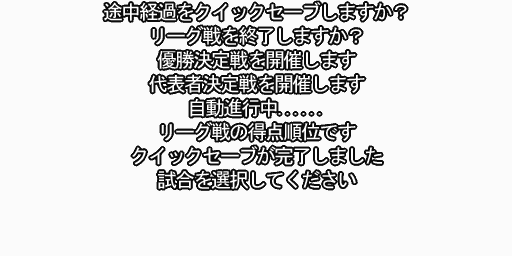 途中経過をクイックセーブしますか？
リーグ戦を終了しますか？
優勝決定戦を開催します
代表者決定戦を開催します
自動進行中……
リーグ戦の得点順位です
クイックセーブが完了しました
試合を選択してください